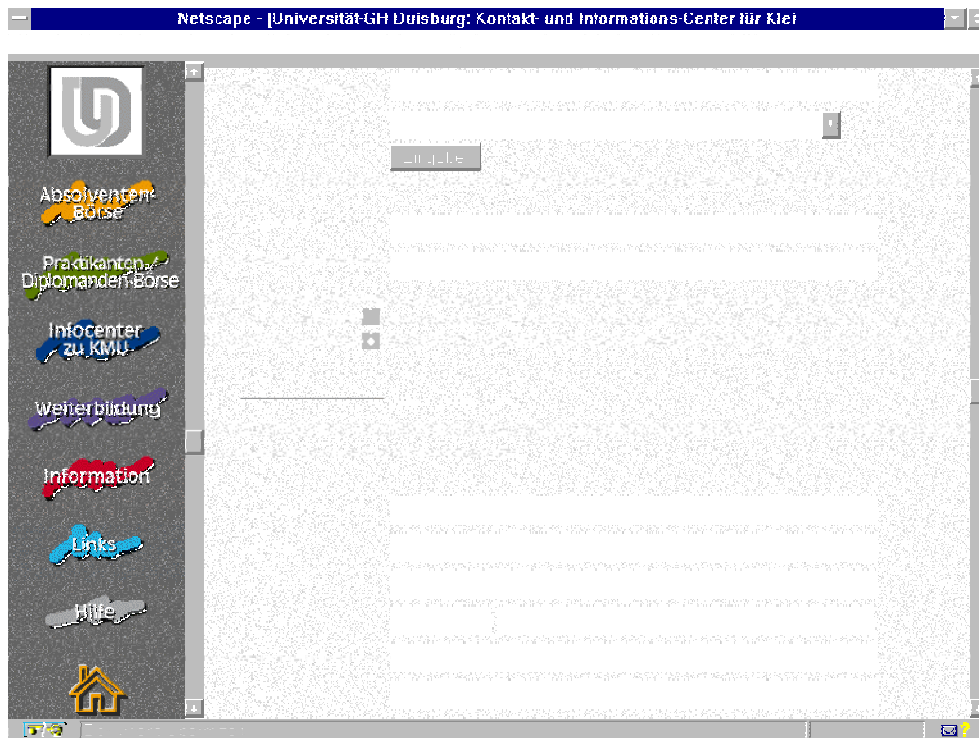 Netscape - [Universität-GH Duisburg: Kontakt- und Informations-Center für Klei
Absolventen-
Börse
Praktikanten-/
Diplomanden-Börse
Infocenter
zu KMU
Weiterbildung
Information
Links
Hilfe